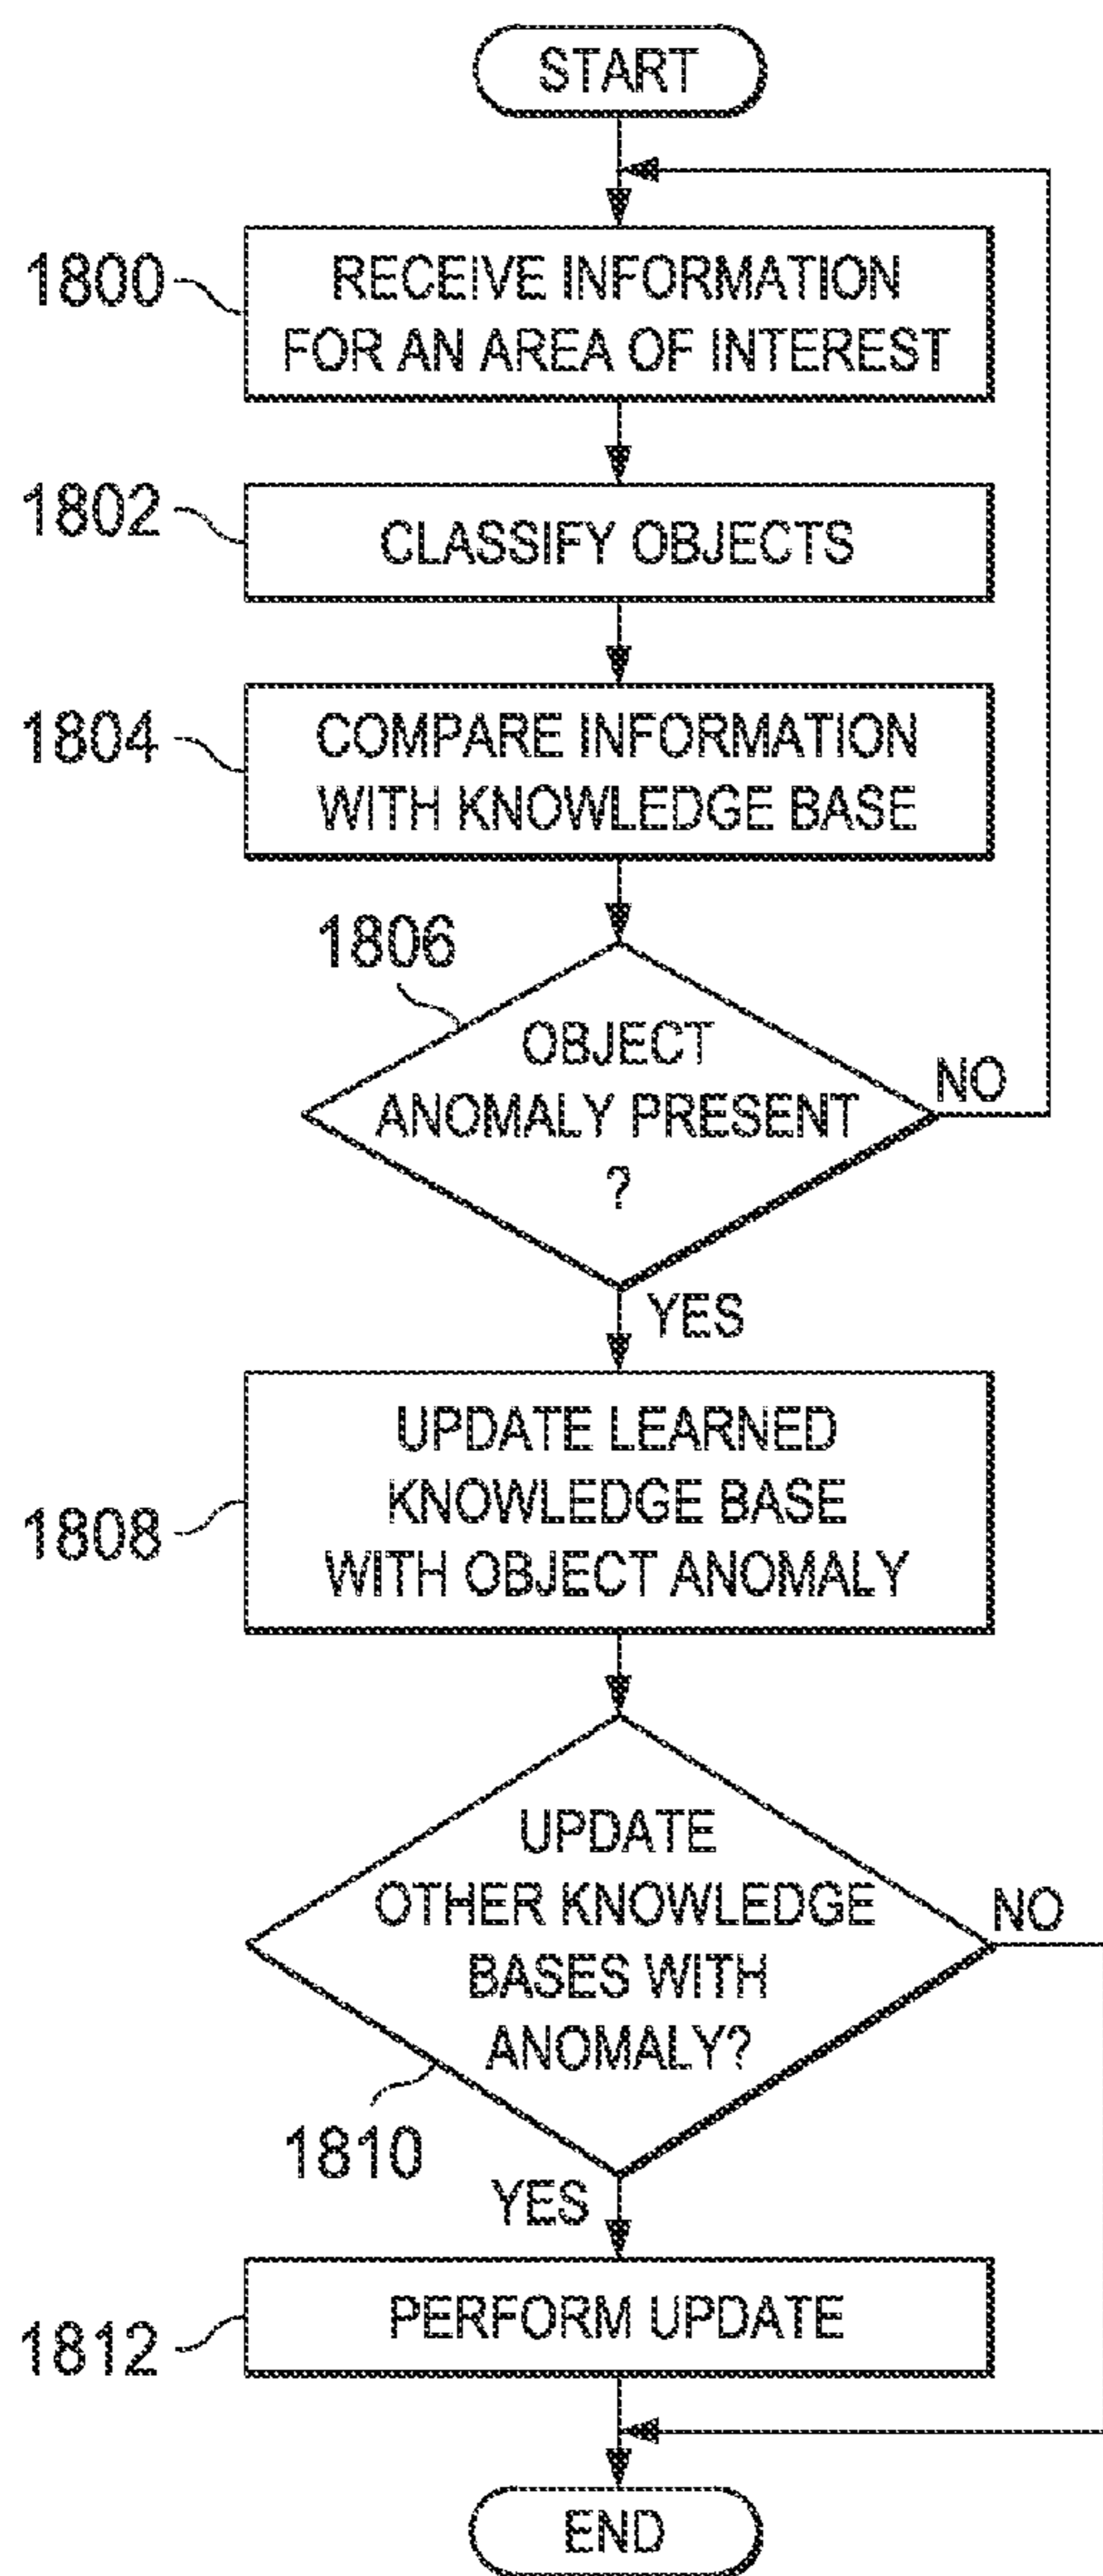 START
1800
RECEIVE INFORMATION
FOR AN AREA OF INTEREST
1802
CLASSIFY OBJECTS
1804
COMPARE INFORMATION
WITH KNOWLEDGE BASE
1806
OBJECT
ANOMALY PRESENT
?
NO
YES
1808
UPDATE LEARNED
KNOWLEDGE BASE
WITH OBJECT ANOMALY
UPDATE
OTHER KNOWLEDGE
BASES WITH
ANOMALY?
NO
1810
YES
1812
PERFORM UPDATE
END